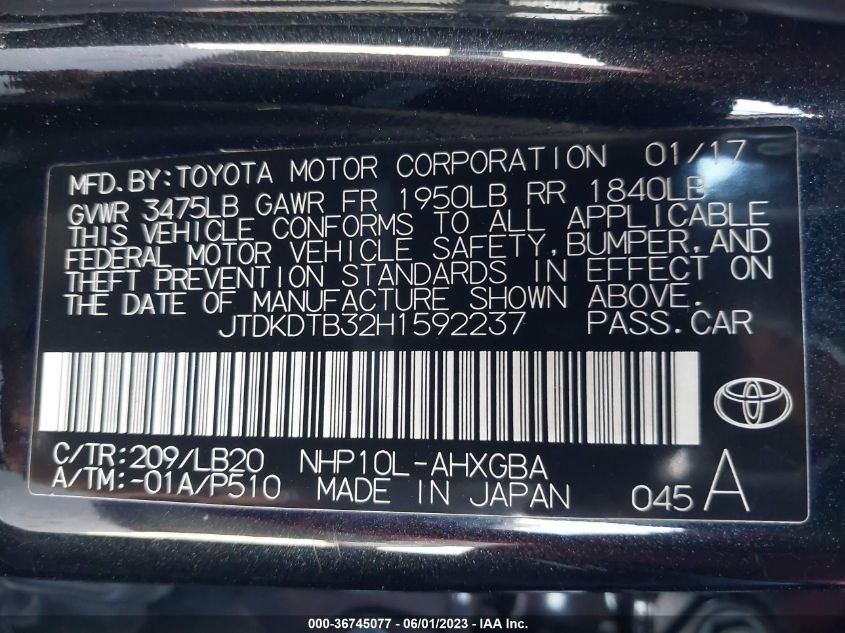 MFD.BY:TOYOTA MOTOR CORPORATION 01/17
GVWR 3475LB GAWR FR 1950LB RR 1840LB
THIS VEHICLE CONFORMS TO ALL APPLICABLE
FEDERAL MOTOR VEHICLE SAFETY,BUMPER,AND
THEFT PREVENTION STANDARDS IN EFFECT ON
THE DATE OF MANUFACTURE SHOWN ABOVE.
JTDKDTB32H1592237 PASS.CAR
C/TR:209/LB20 NHP10L-AHXGBA
A/TM:-01A/P510 MADE IN JAPAN 045 A
000-36745077 - 06/01/2023 - IAA Inc.